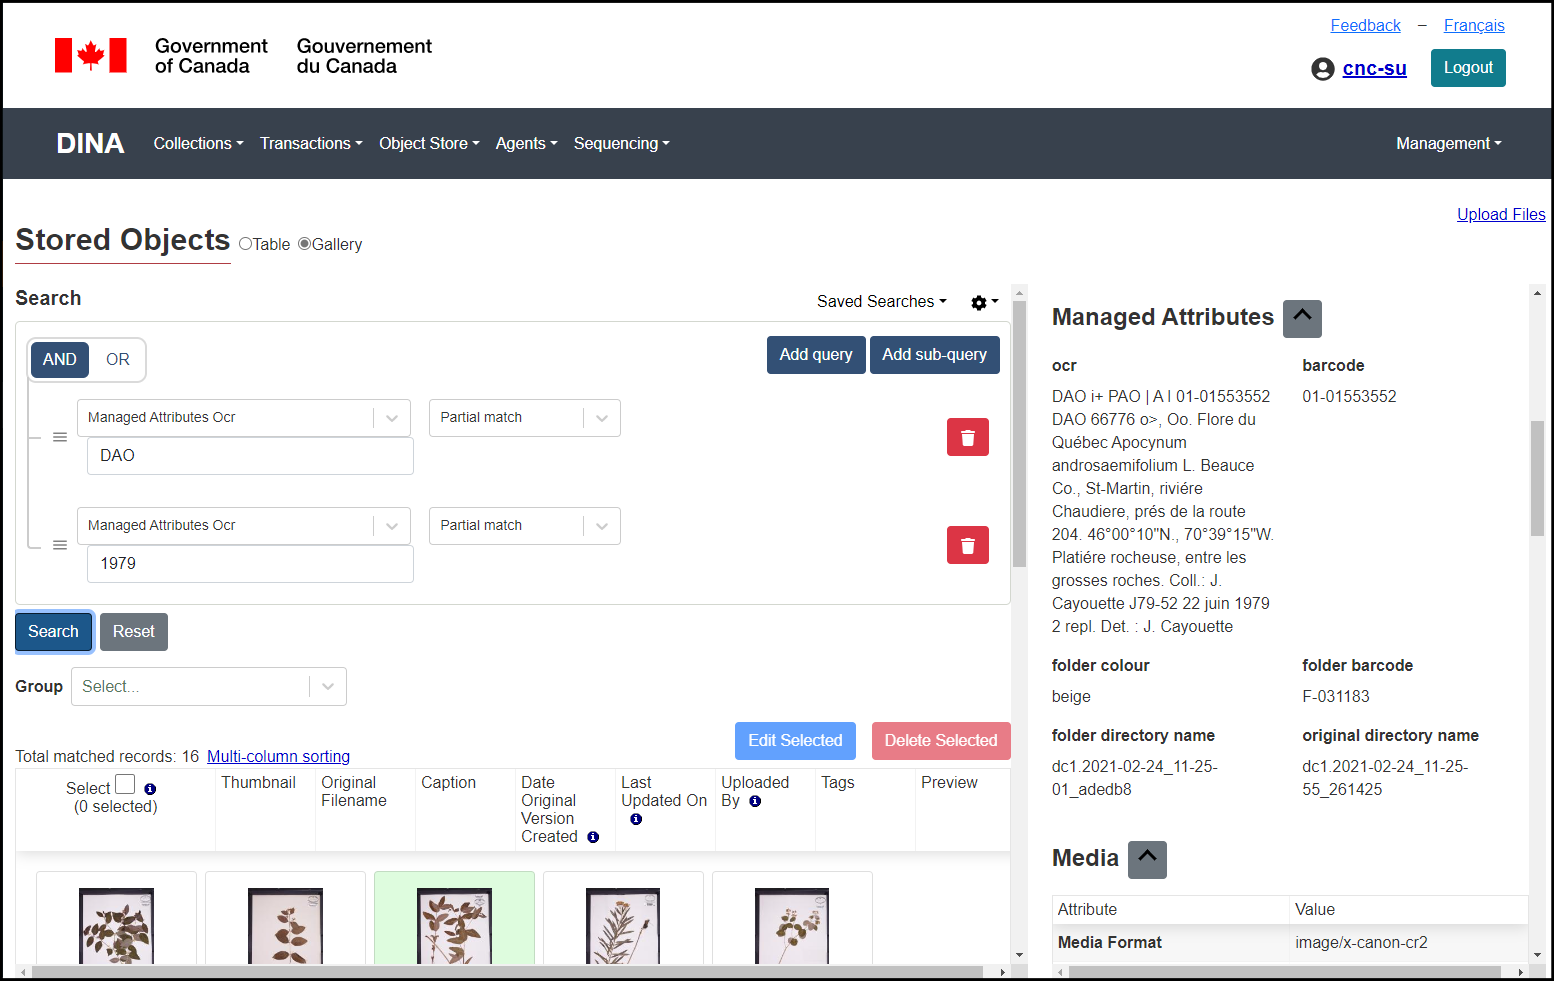 Feedback – Français
Government of Canada
Gouvernement du Canada
cnc-su
Logout
DINA Collections Transactions Object Store Agents Sequencing Management
Upload Files
Stored Objects Table Gallery
Search
Saved Searches
AND OR
Add query
Add sub-query
Managed Attributes Ocr
Partial match
DAO
Managed Attributes Ocr
Partial match
1979
Search
Reset
Group Select...
Edit Selected
Delete Selected
Total matched records: 16 Multi-column sorting
Select
(0 selected)
Thumbnail
Original
Filename
Caption
Date
Original
Version
Created
Last
Updated On
Uploaded
By
Tags
Preview
Managed Attributes
ocr
DAO i+ PAO | A | 01-01553552
DAO 66776 o>, Oo. Flore du
Québec Apocynum
androsaemifolium L. Beauce
Co., St-Martin, riviére
Chaudiere, prés de la route
204. 46°00'10"N., 70°39'15"W.
Platiére rocheuse, entre les
grosses roches. Coll.: J.
Cayouette J79-52 22 juin 1979
2 repl. Det. : J. Cayouette
barcode
01-01553552
folder colour
beige
folder barcode
F-031183
folder directory name
dc1.2021-02-24_11-25-
01_adedb8
original directory name
dc1.2021-02-24_11-25-
55_261425
Media
Attribute Value
Media Format image/x-canon-cr2